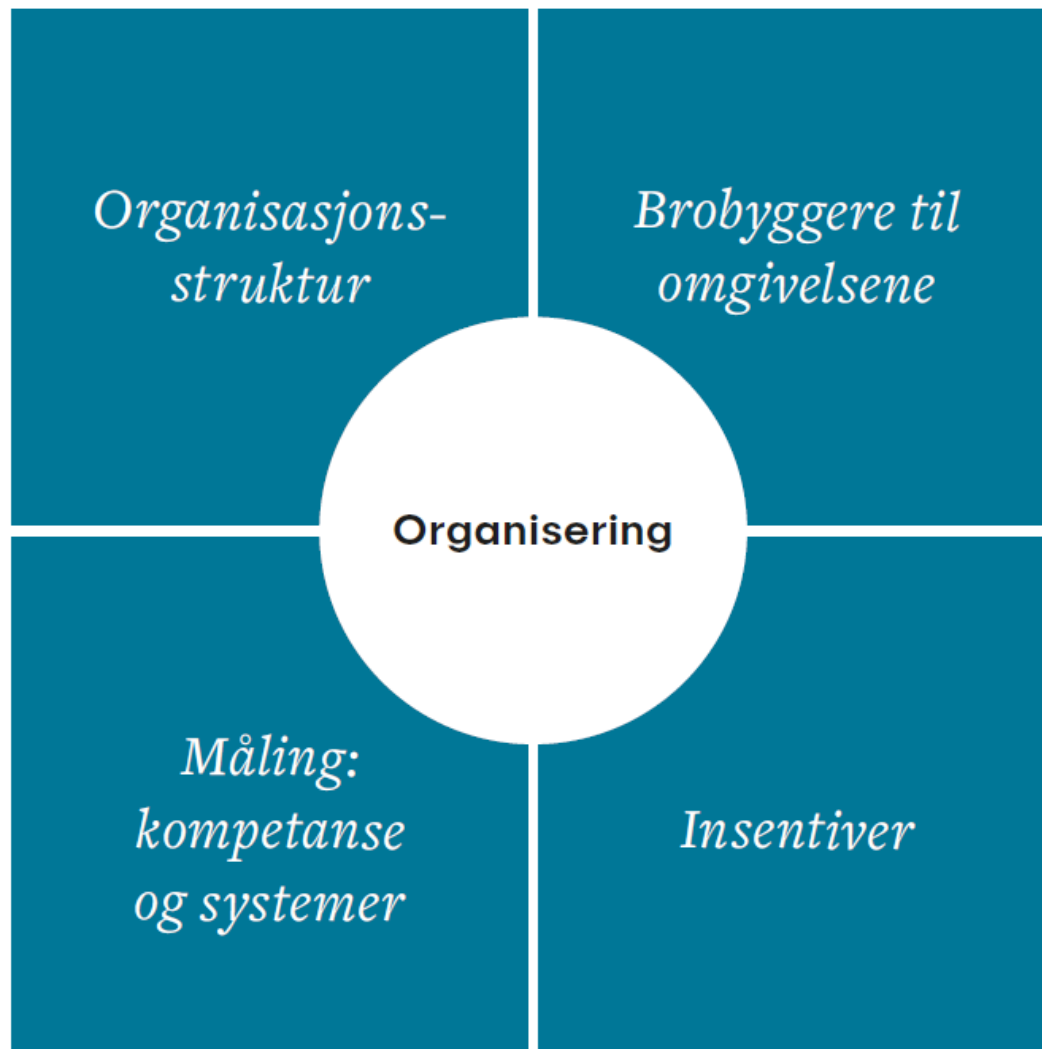 Organisasjons-
struktur
Brobyggere til
omgivelsene
Organisering
Måling:
kompetanse
og systemer
Insentiver